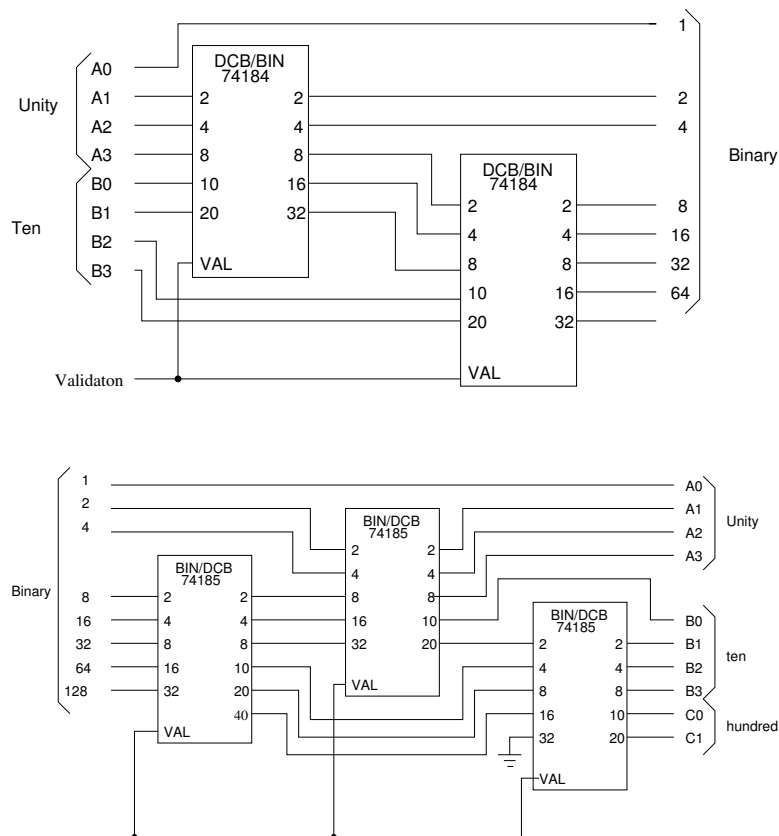 DCB/BIN
74184
1
A0
A1 2 2 2
Unity
A2 4 4 4
A3 8 8
DCB/BIN
74184
Binary
B0 10 16
B1 20 32
2 2 8
Ten
B2
4 4 16
B3
VAL
8 8 32
10 16 64
20 32
Validaton
VAL
1 A0
2 A1
BIN/DCB
74185
Unity
4 A2
2 2
A3
BIN/DCB
74185
4 4
Binary
8 2 2 8 8
BIN/DCB
74185
16 4 4 16 10 B0
32 8 8 32 20 2 2 B1
ten
64 16 10 4 4 B2
128 32 20 VAL 8 8 B3
40 16 10 C0
hundred
VAL
32 20 C1
VAL